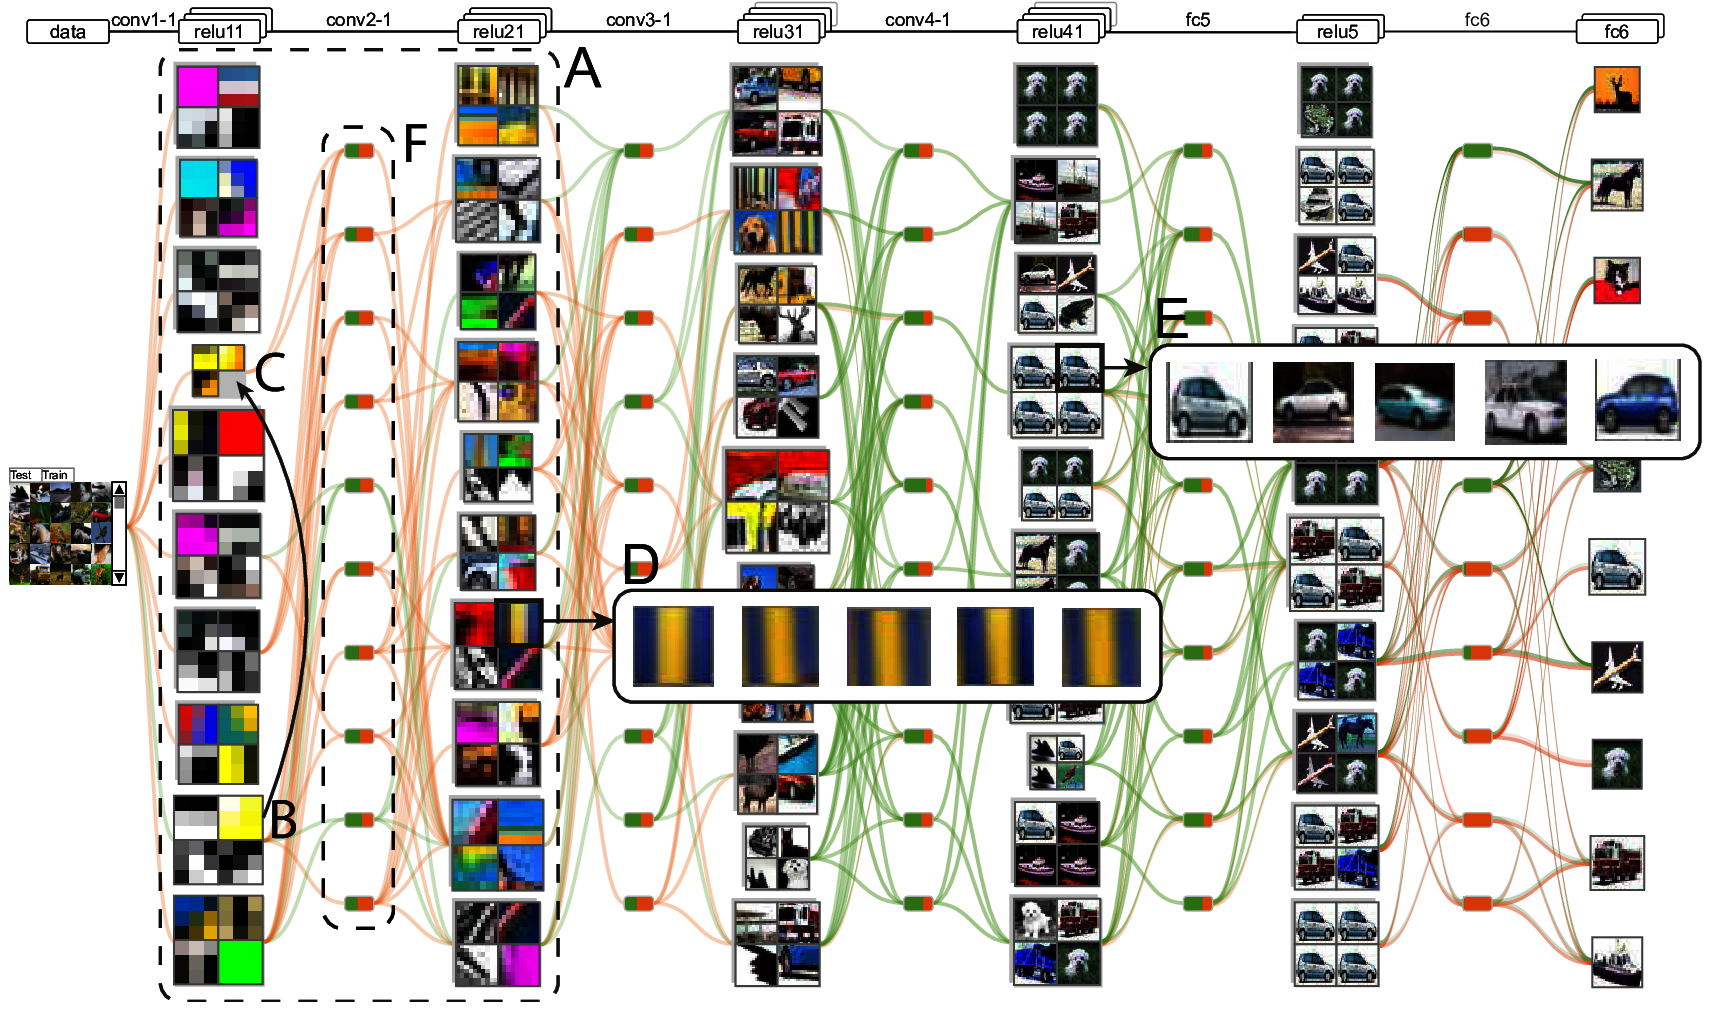 data conv1-1 relu11 conv2-1 relu21 conv3-1 relu31 conv4-1 relu41 fc5 relu5 fc6 fc6
A
F
E
C
Test Train
D
B